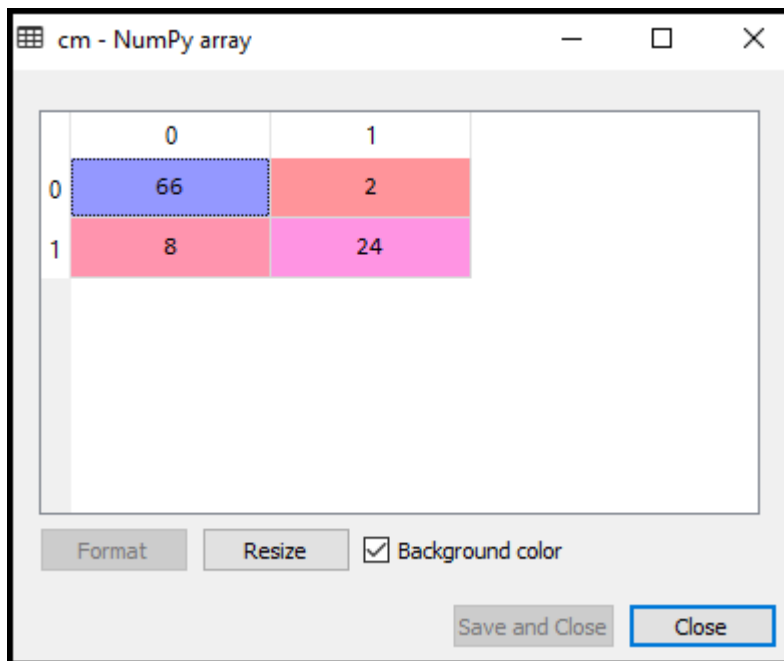 cm - NumPy array
0 1
0 66 2
1 8 24
Format Resize Background color
Save and Close Close